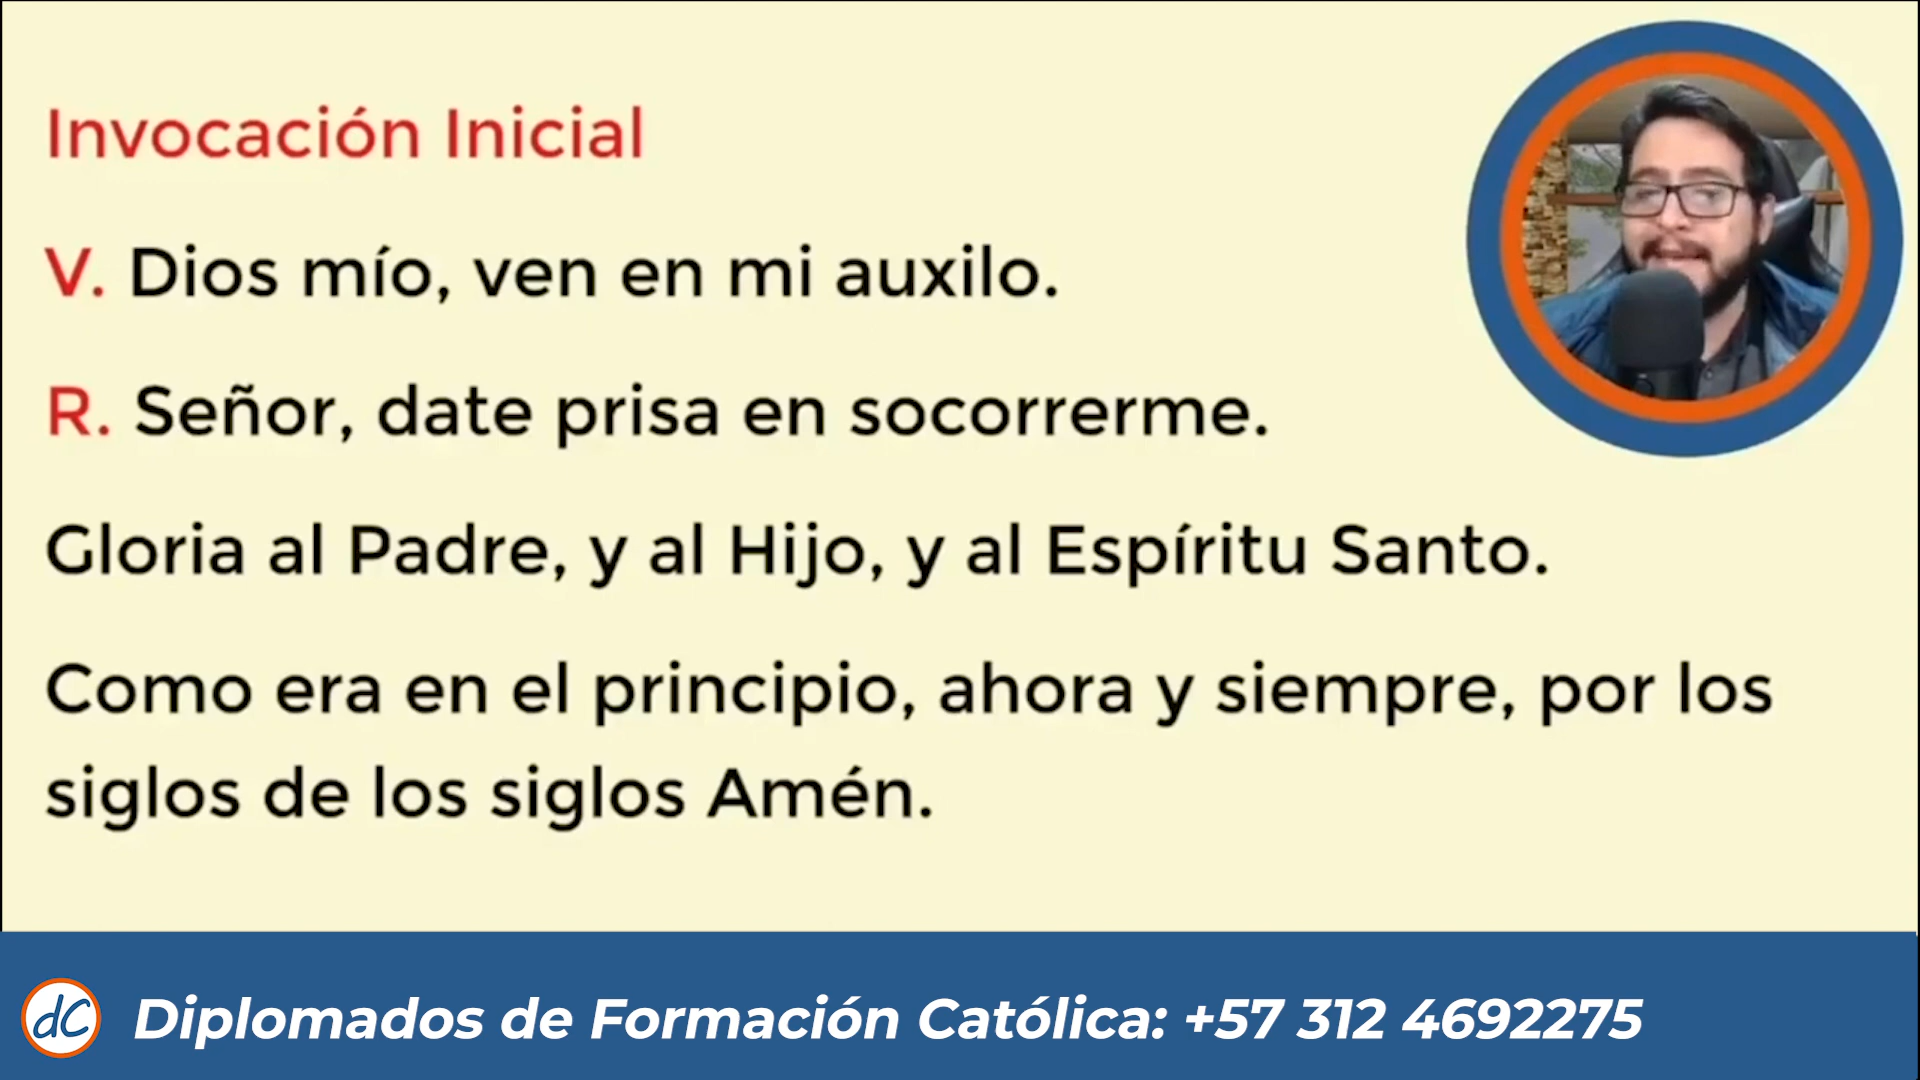 Invocación Inicial
V. Dios mío, ven en mi auxilo.
R. Señor, date prisa en socorrerme.
Gloria al Padre, y al Hijo, y al Espíritu Santo.
Como era en el principio, ahora y siempre, por los
siglos de los siglos Amén.
dC Diplomados de Formación Católica: +57 312 4692275